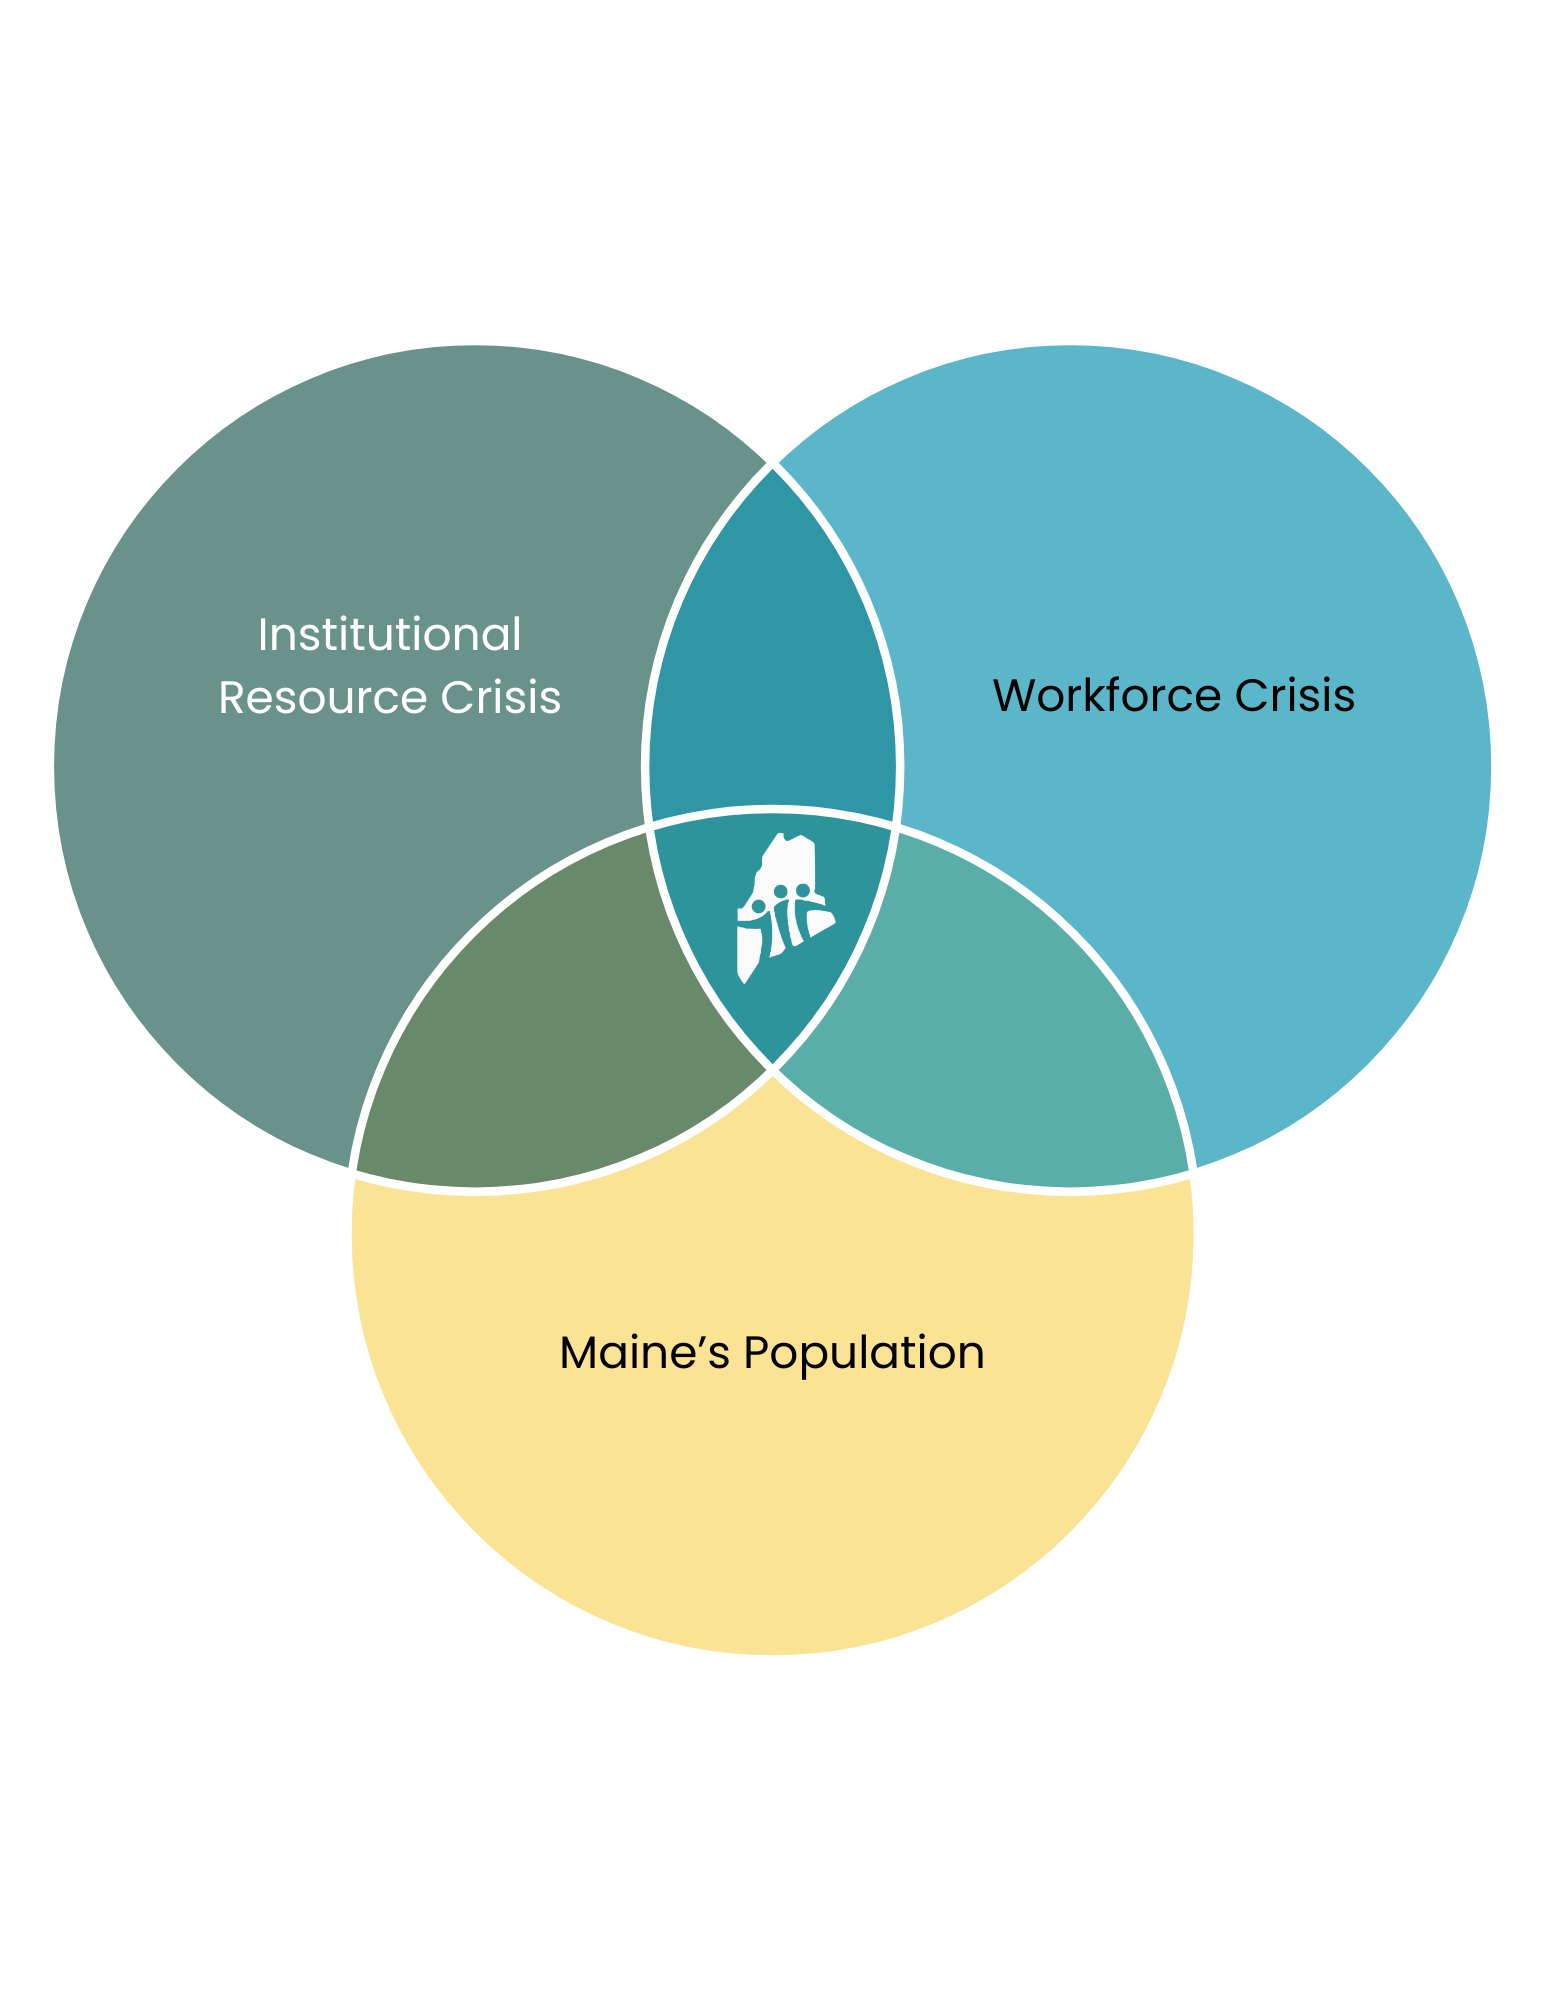 Institutional
Resource Crisis
Workforce Crisis
Maine’s Population